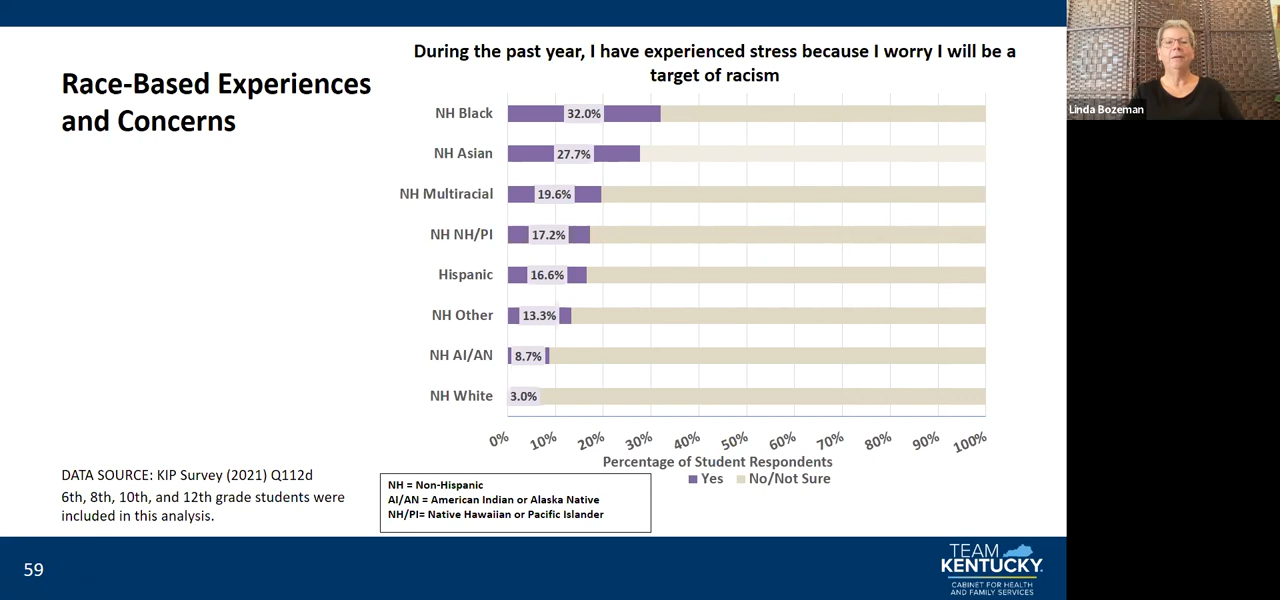 Race-Based Experiences
and Concerns
During the past year, I have experienced stress because I worry I will be a
target of racism
NH Black
32.0%
NH Asian
27.7%
NH Multiracial
19.6%
NH NH/PI
17.2%
Hispanic
16.6%
NH Other
13.3%
NH AI/AN
8.7%
NH White
3.0%
0% 10% 20% 30% 40% 50% 60% 70% 80% 90% 100%
Percentage of Student Respondents
Yes No/Not Sure
DATA SOURCE: KIP Survey (2021) Q112d
6th, 8th, 10th, and 12th grade students were
included in this analysis.
NH = Non-Hispanic
AI/AN = American Indian or Alaska Native
NH/PI= Native Hawaiian or Pacific Islander
59
TEAM
KENTUCKY.
CABINET FOR HEALTH
AND FAMILY SERVICES
Linda Bozeman